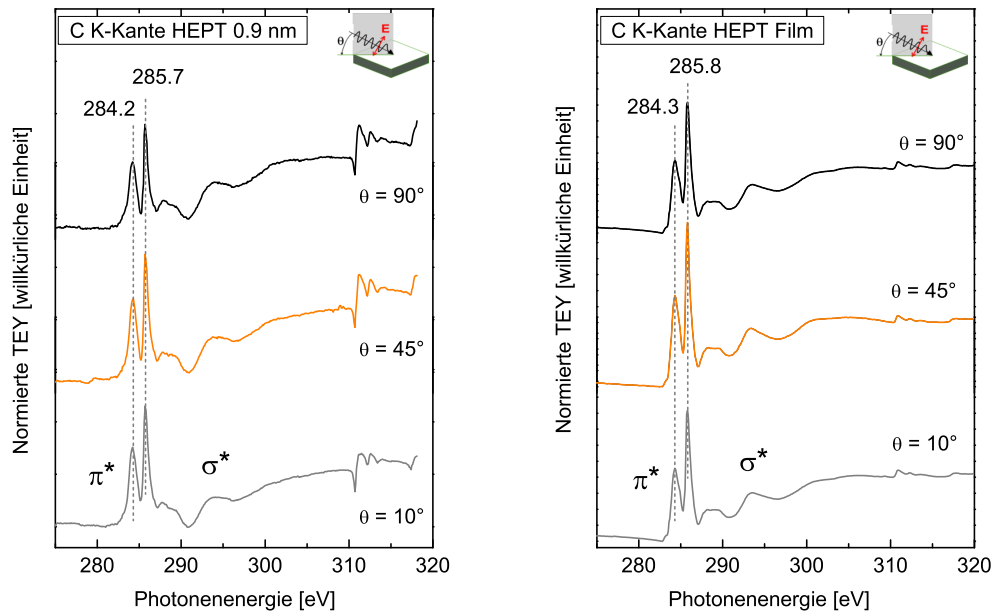 C K-Kante HEPT 0.9 nm
θ
E
285.7
284.2
θ = 90°
θ = 45°
π*
σ*
θ = 10°
Normierte TEY [willkürliche Einheit]
280 290 300 310 320
Photonenenergie [eV]
C K-Kante HEPT Film
θ
E
285.8
284.3
θ = 90°
θ = 45°
θ = 10°
π*
σ*
Normierte TEY [willkürliche Einheit]
280 290 300 310 320
Photonenenergie [eV]